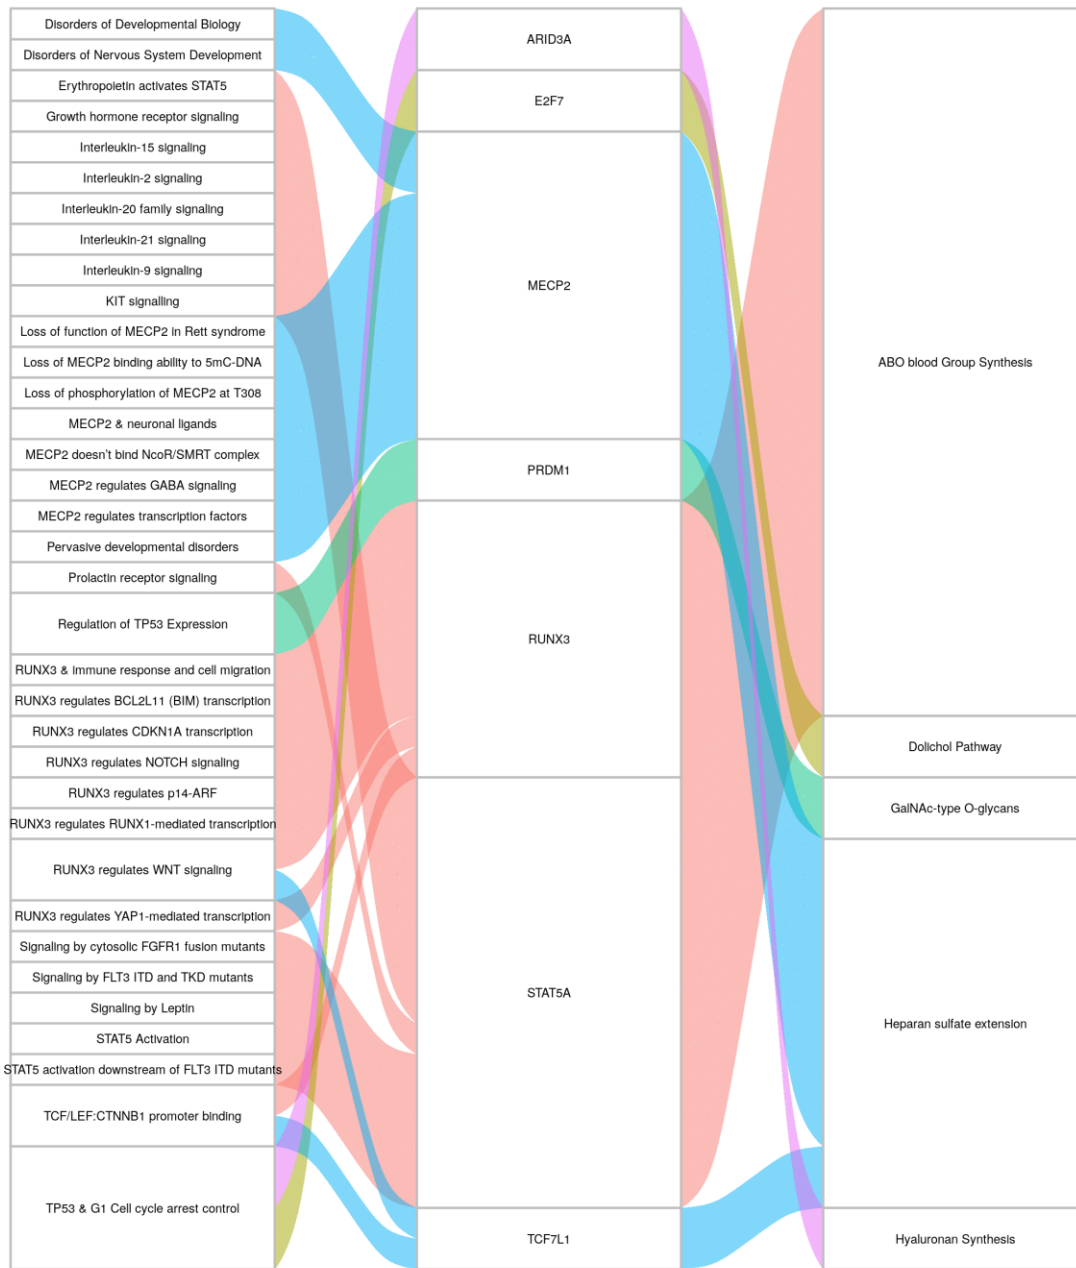 Disorders of Developmental Biology
Disorders of Nervous System Development
Erythropoietin activates STAT5
Growth hormone receptor signaling
Interleukin-15 signaling
Interleukin-2 signaling
Interleukin-20 family signaling
Interleukin-21 signaling
Interleukin-9 signaling
KIT signalling
Loss of function of MECP2 in Rett syndrome
Loss of MECP2 binding ability to 5mC-DNA
Loss of phosphorylation of MECP2 at T308
MECP2 & neuronal ligands
MECP2 doesn't bind NcoR/SMRT complex
MECP2 regulates GABA signaling
MECP2 regulates transcription factors
Pervasive developmental disorders
Prolactin receptor signaling
Regulation of TP53 Expression
RUNX3 & immune response and cell migration
RUNX3 regulates BCL2L11 (BIM) transcription
RUNX3 regulates CDKN1A transcription
RUNX3 regulates NOTCH signaling
RUNX3 regulates p14-ARF
RUNX3 regulates RUNX1-mediated transcription
RUNX3 regulates WNT signaling
RUNX3 regulates YAP1-mediated transcription
Signaling by cytosolic FGFR1 fusion mutants
Signaling by FLT3 ITD and TKD mutants
Signaling by Leptin
STAT5 Activation
STAT5 activation downstream of FLT3 ITD mutants
TCF/LEF:CTNNB1 promoter binding
TP53 & G1 Cell cycle arrest control
ARID3A
E2F7
MECP2
PRDM1
RUNX3
STAT5A
TCF7L1
ABO blood Group Synthesis
Dolichol Pathway
GalNAc-type O-glycans
Heparan sulfate extension
Hyaluronan Synthesis